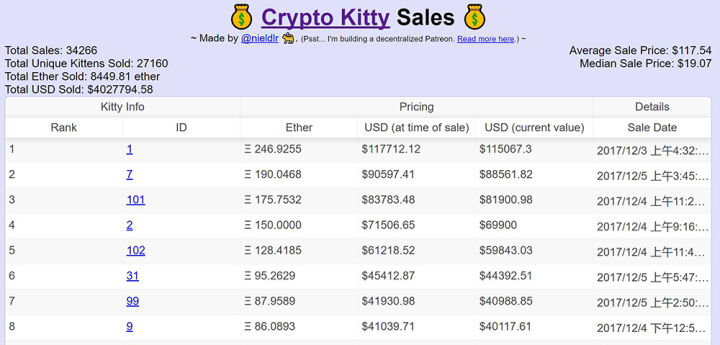 Crypto Kitty Sales
~ Made by @nieldlr (Psst... I'm building a decentralized Patreon. Read more here.) ~
Total Sales: 34266
Total Unique Kittens Sold: 27160
Total Ether Sold: 8449.81 ether
Total USD Sold: $4027794.58
Average Sale Price: $117.54
Median Sale Price: $19.07
Kitty Info Pricing Details
Rank ID Ether USD (at time of sale) USD (current value) Sale Date
1 1 Ξ 246.9255 $117712.12 $115067.3 2017/12/3 上午4:32:...
2 7 Ξ 190.0468 $90597.41 $88561.82 2017/12/5 上午3:45:...
3 101 Ξ 175.7532 $83783.48 $81900.98 2017/12/4 上午11:2...
4 2 Ξ 150.0000 $71506.65 $69900 2017/12/4 上午9:16:...
5 102 Ξ 128.4185 $61218.52 $59843.03 2017/12/4 上午11:4...
6 31 Ξ 95.2629 $45412.87 $44392.51 2017/12/5 上午5:47:...
7 99 Ξ 87.9589 $41930.98 $40988.85 2017/12/5 上午2:50:...
8 9 Ξ 86.0893 $41039.71 $40117.61 2017/12/4 下午12:5...